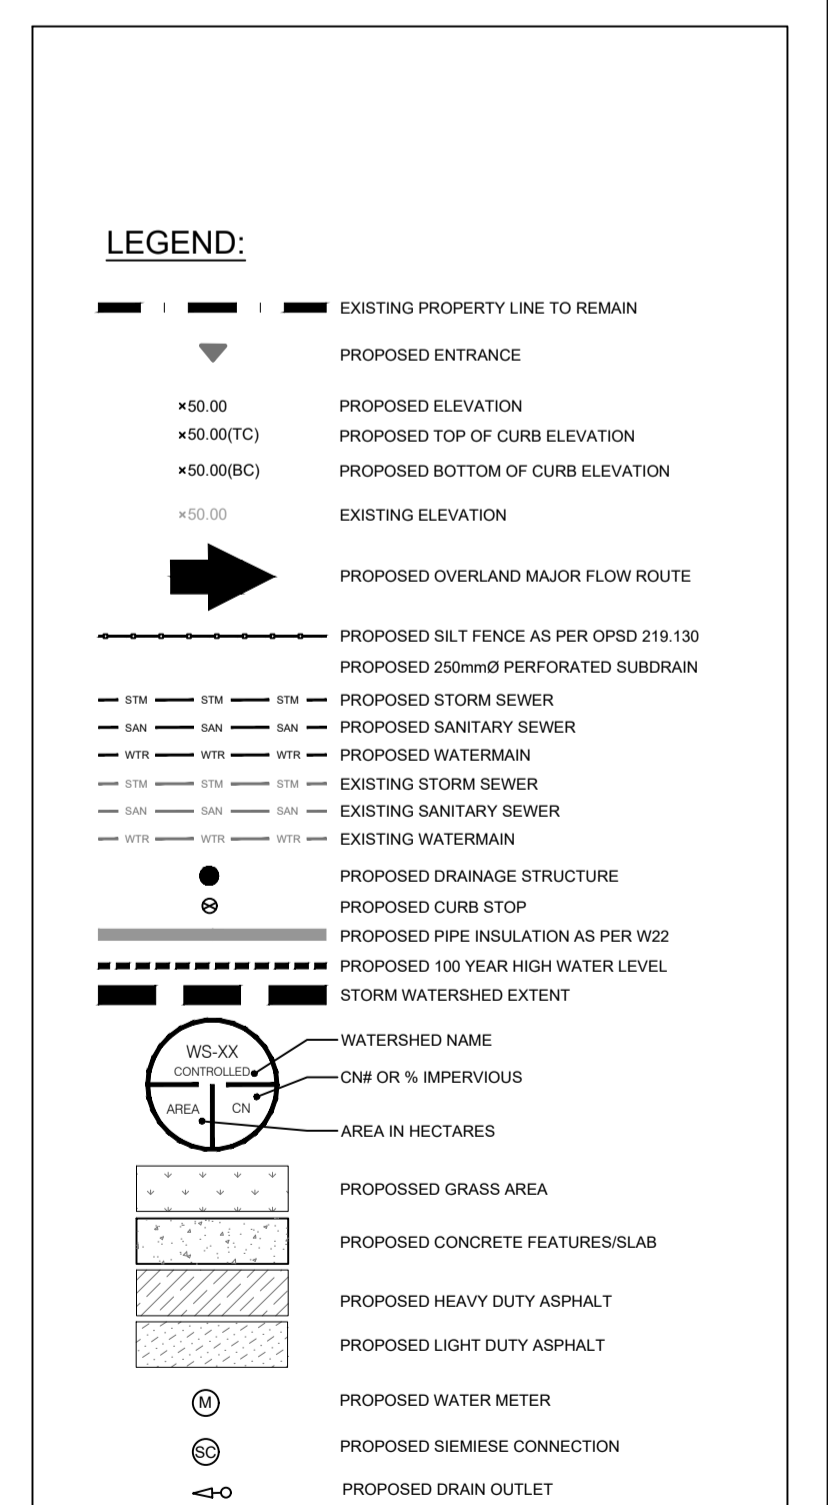 LEGEND:
EXISTING PROPERTY LINE TO REMAIN
PROPOSED ENTRANCE
×50.00 PROPOSED ELEVATION
×50.00(TC) PROPOSED TOP OF CURB ELEVATION
×50.00(BC) PROPOSED BOTTOM OF CURB ELEVATION
×50.00 EXISTING ELEVATION
PROPOSED OVERLAND MAJOR FLOW ROUTE
PROPOSED SILT FENCE AS PER OPSD 219.130
PROPOSED 250mmØ PERFORATED SUBDRAIN
STM STM STM PROPOSED STORM SEWER
SAN SAN SAN PROPOSED SANITARY SEWER
WTR WTR WTR PROPOSED WATERMAIN
STM STM STM EXISTING STORM SEWER
SAN SAN SAN EXISTING SANITARY SEWER
WTR WTR WTR EXISTING WATERMAIN
PROPOSED DRAINAGE STRUCTURE
PROPOSED CURB STOP
PROPOSED PIPE INSULATION AS PER W22
PROPOSED 100 YEAR HIGH WATER LEVEL
STORM WATERSHED EXTENT
WATERSHED NAME
WS-XX
CONTROLLED
CN# OR % IMPERVIOUS
AREA CN
AREA IN HECTARES
PROPOSSED GRASS AREA
PROPOSED CONCRETE FEATURES/SLAB
PROPOSED HEAVY DUTY ASPHALT
PROPOSED LIGHT DUTY ASPHALT
M PROPOSED WATER METER
SC PROPOSED SIEMIESE CONNECTION
PROPOSED DRAIN OUTLET